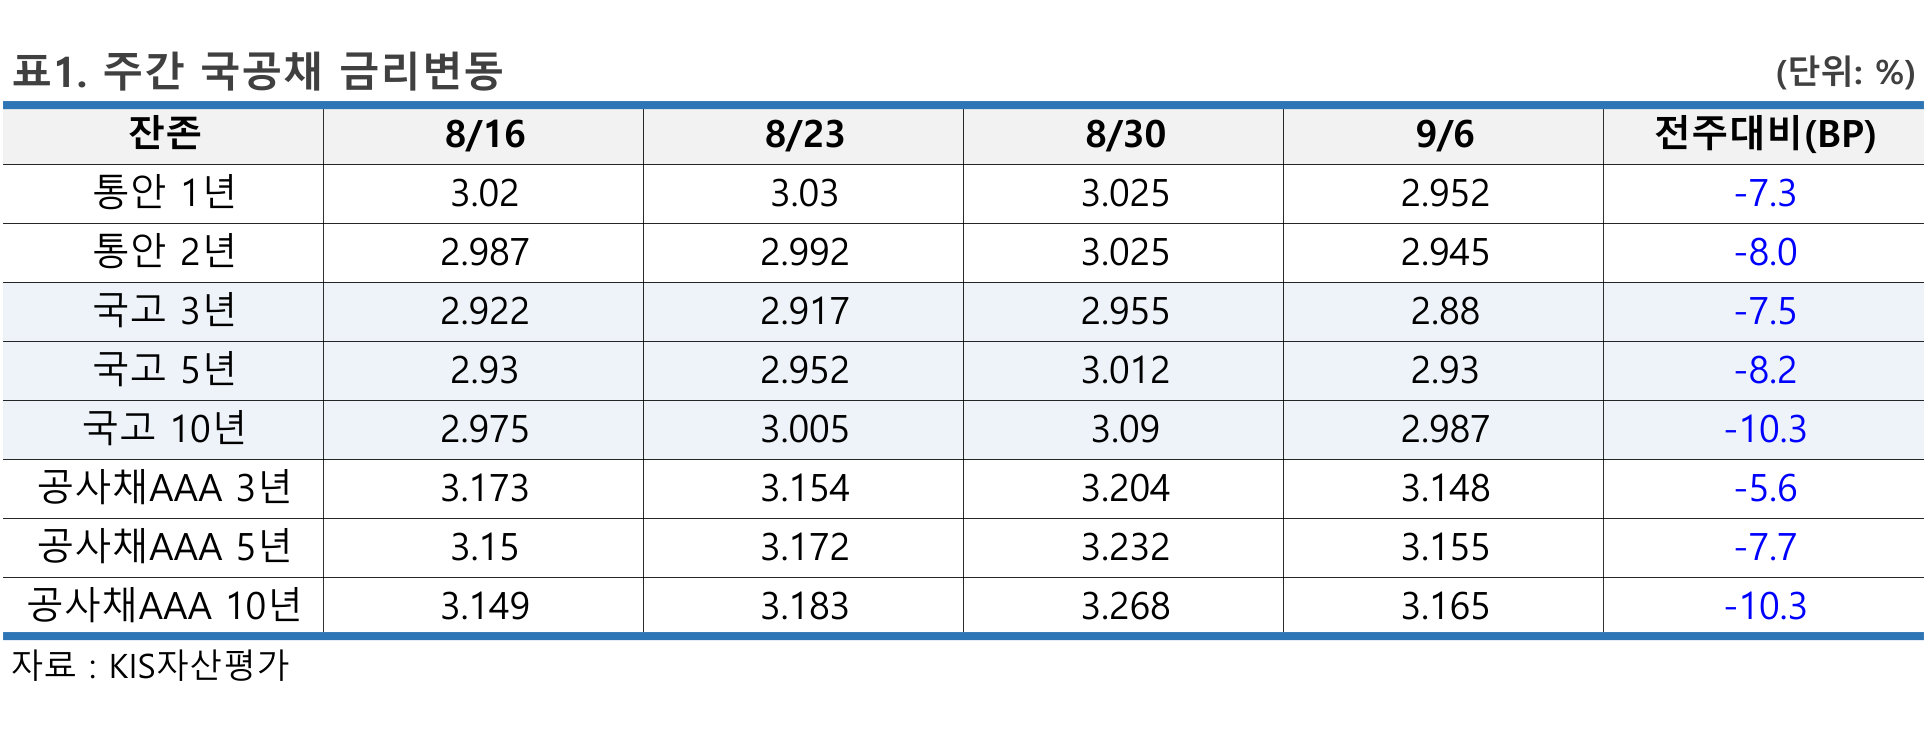 표1. 주간 국공채 금리변동 (단위: %)
잔존 8/16 8/23 8/30 9/6 전주대비(BP)
통안 1년 3.02 3.03 3.025 2.952 -7.3
통안 2년 2.987 2.992 3.025 2.945 -8.0
국고 3년 2.922 2.917 2.955 2.88 -7.5
국고 5년 2.93 2.952 3.012 2.93 -8.2
국고 10년 2.975 3.005 3.09 2.987 -10.3
공사채AAA 3년 3.173 3.154 3.204 3.148 -5.6
공사채AAA 5년 3.15 3.172 3.232 3.155 -7.7
공사채AAA 10년 3.149 3.183 3.268 3.165 -10.3
자료 : KIS자산평가